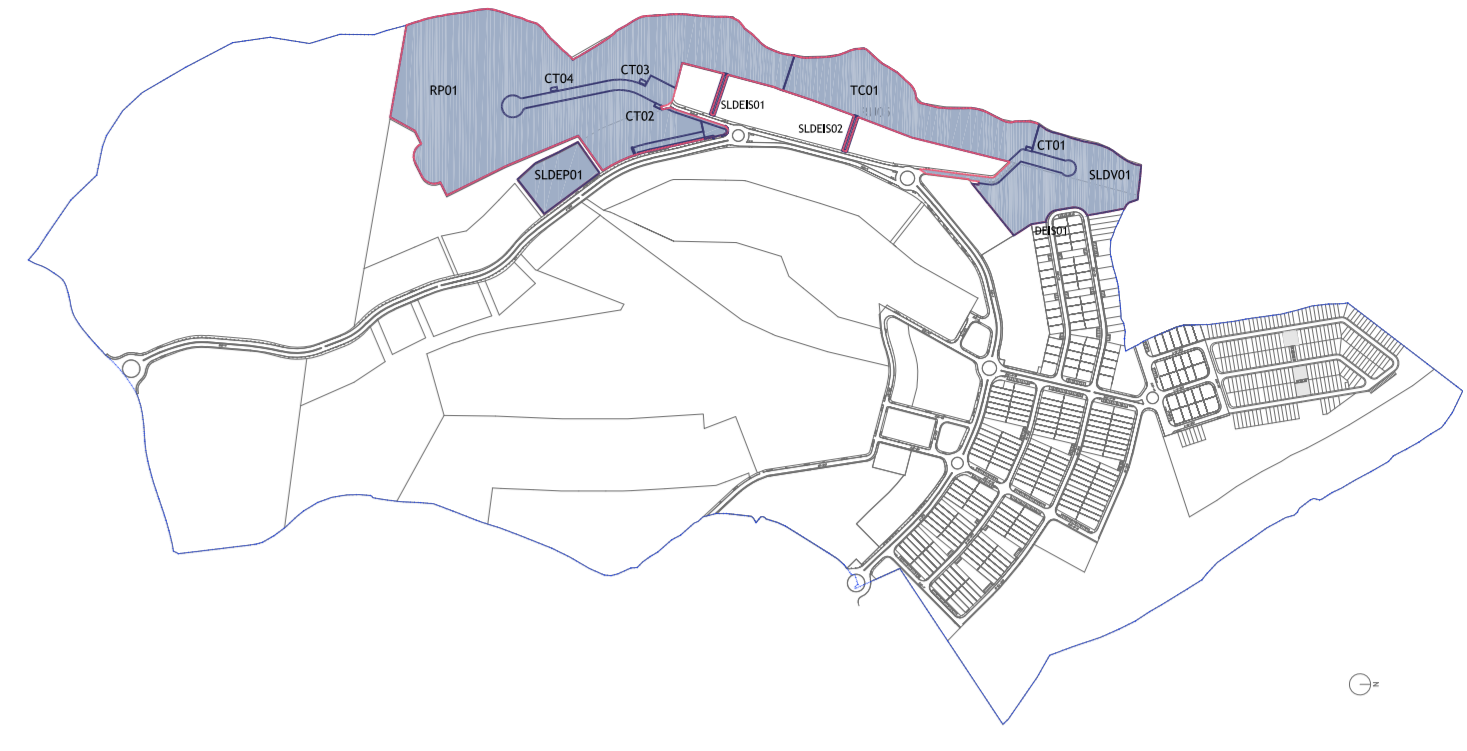 RP01
CT04
CT03
CT02
SLDEIS01
TC01
SLDEIS02
CT01
SLDEP01
SLDV01
DEIS01
N